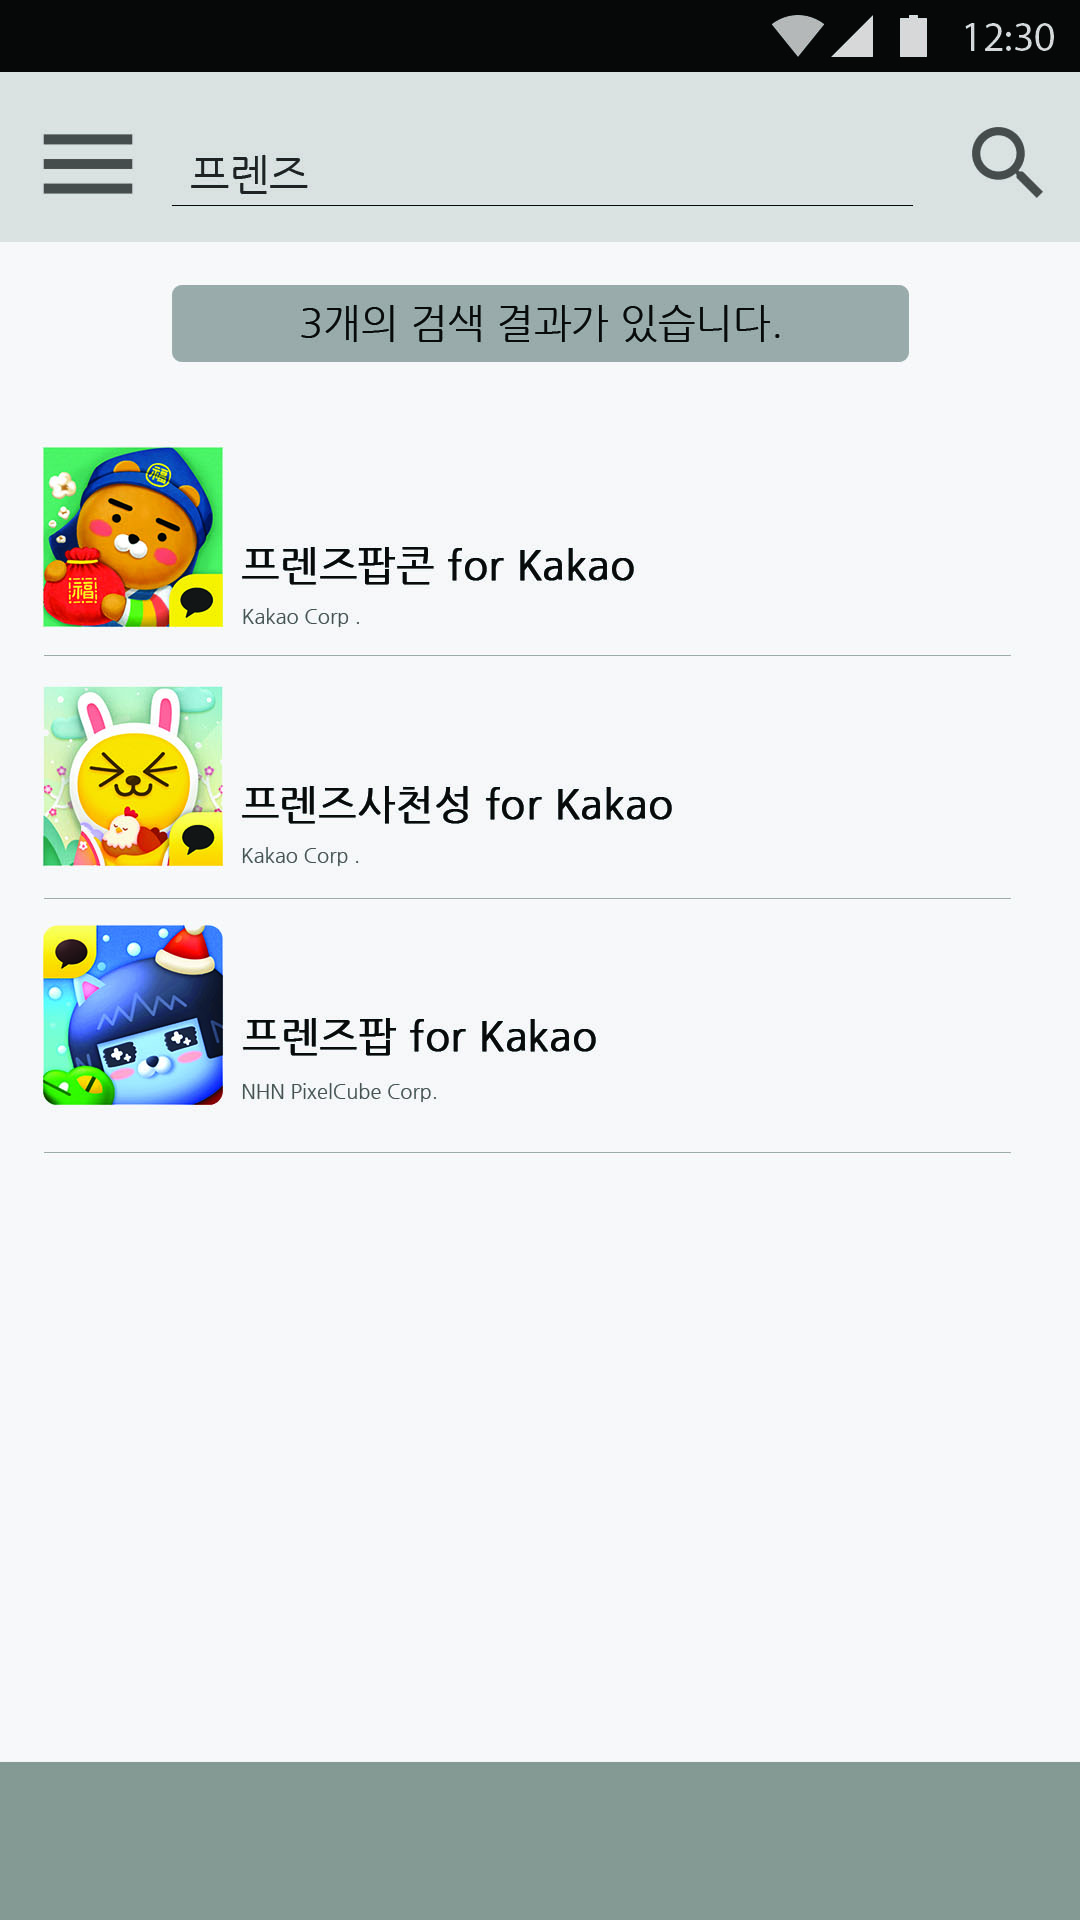 12:30
프렌즈
3개의 검색 결과가 있습니다.
福
福
프렌즈팝콘 for Kakao
Kakao Corp .
프렌즈사천성 for Kakao
Kakao Corp .
프렌즈팝 for Kakao
NHN PixelCube Corp.